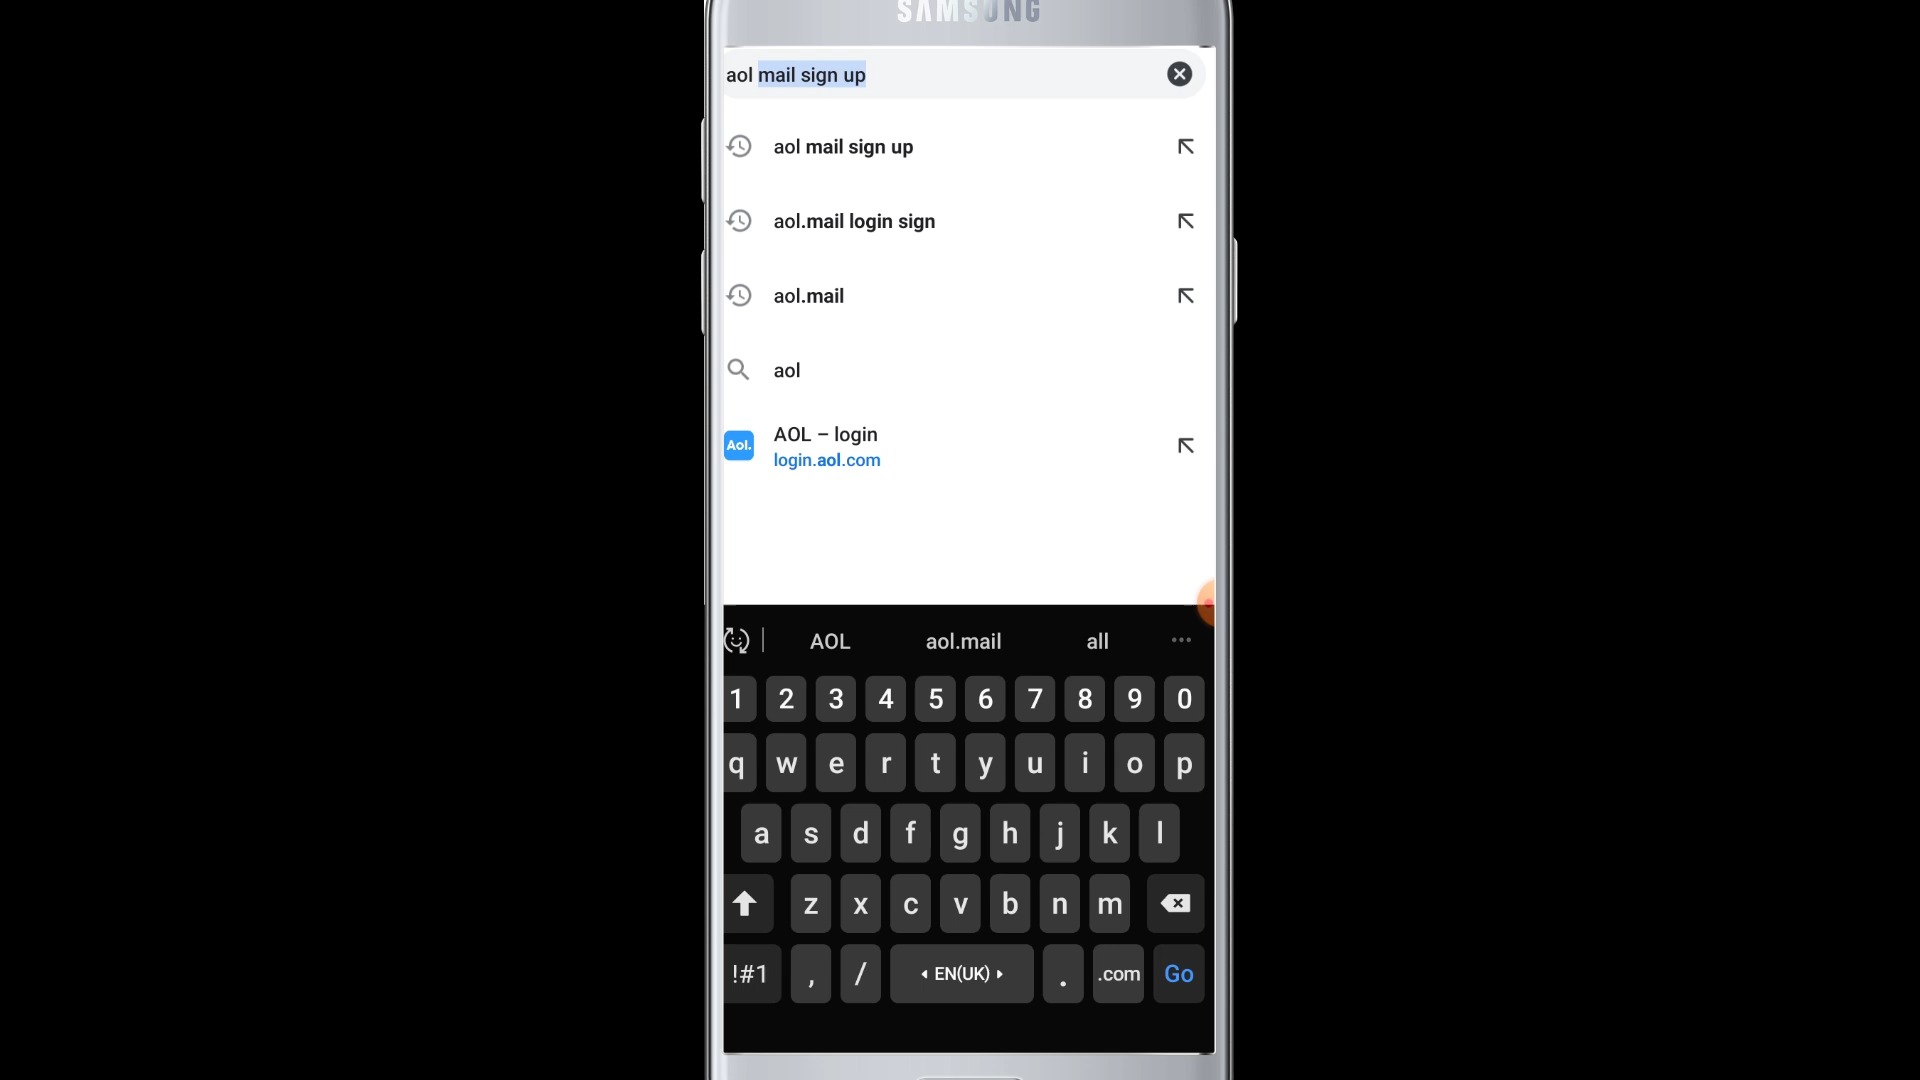 SAMSUNG
aol mail sign up
aol mail sign up
aol.mail login sign
aol.mail
aol
Aol.
AOL – login
login.aol.com
AOL aol.mail all
1 2 3 4 5 6 7 8 9 0
q w e r t y u i o p
a s d f g h j k l
z x c v b n m
!#1 , / EN(UK) . .com Go